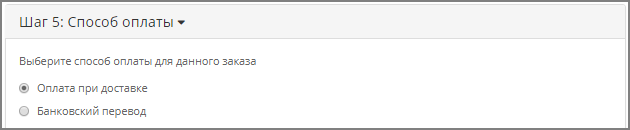 Шаг 5: Способ оплаты
Выберите способ оплаты для данного заказа
Оплата при доставке
Банковский перевод